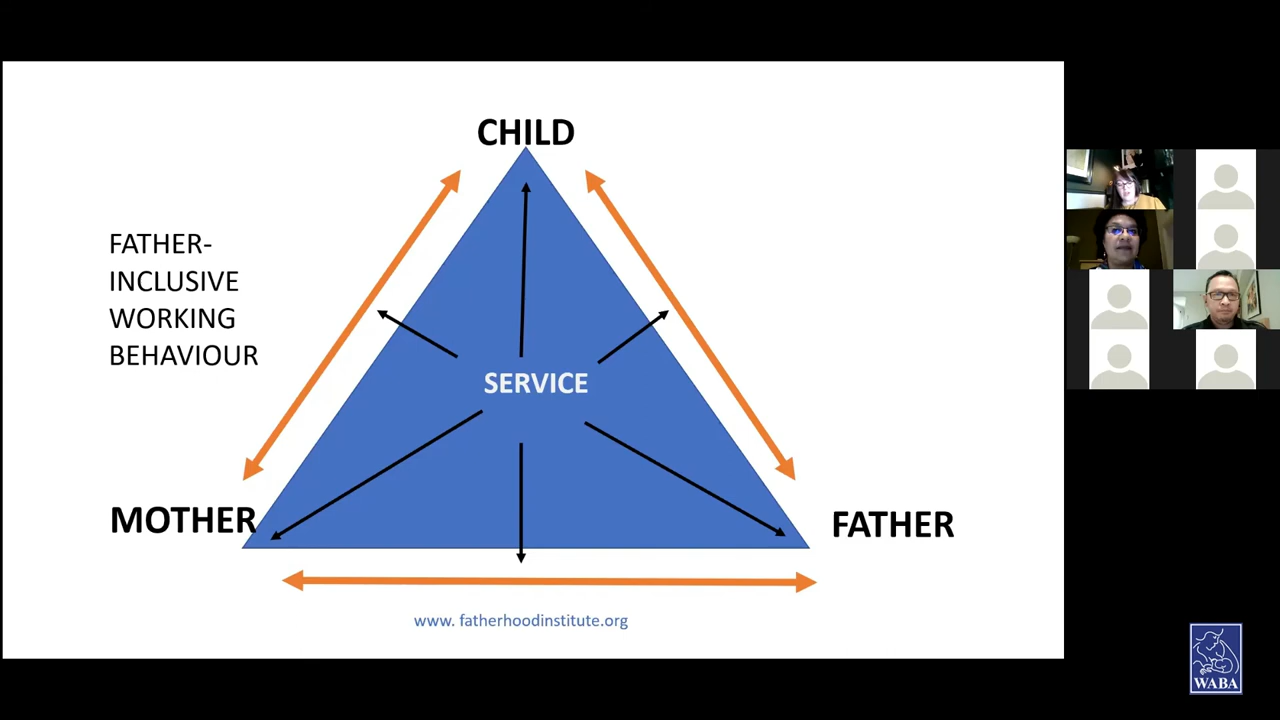 CHILD
FATHER-
INCLUSIVE
WORKING
BEHAVIOUR
SERVICE
MOTHER
FATHER
www. fatherhoodinstitute.org
WABA